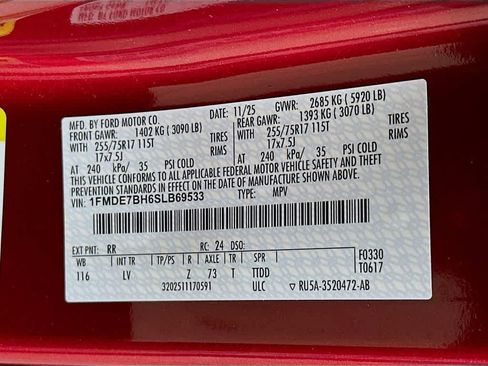 MFD. BY FORD MOTOR CO. 11/25 GVWR: 2685 KG ( 5920 LB)
FRONT GAWR: 1402 KG ( 3090 LB) REAR GAWR: 1393 KG ( 3070 LB)
WITH 255/75R17 115T TIRES WITH 255/75R17 115T TIRES
17x7.5J RIMS 17x7.5J RIMS
AT 240 kPa/ 35 PSI COLD AT 240 kPa/ 35 PSI COLD
THIS VEHICLE CONFORMS TO ALL APPLICABLE FEDERAL MOTOR VEHICLE SAFETY AND THEFT
PREVENTION STANDARDS IN EFFECT ON THE DATE OF MANUFACTURE SHOWN ABOVE.
VIN: 1FMDE7BH6SLB69533 TYPE: MPV
EXT PNT: RR RC: 24 DSO:
WB INT TR TP/PS R AXLE TR SPR F0330
116 LV Z 73 T TTDD T0617
3202511170591 ULC RU5A-3520472-AB